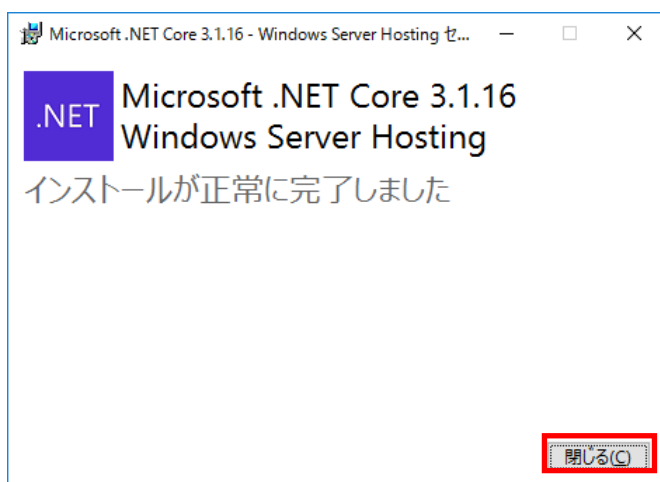 Microsoft .NET Core 3.1.16 - Windows Server Hosting セ...
.NET
Microsoft .NET Core 3.1.16
Windows Server Hosting
インストールが正常に完了しました
閉じる(C)